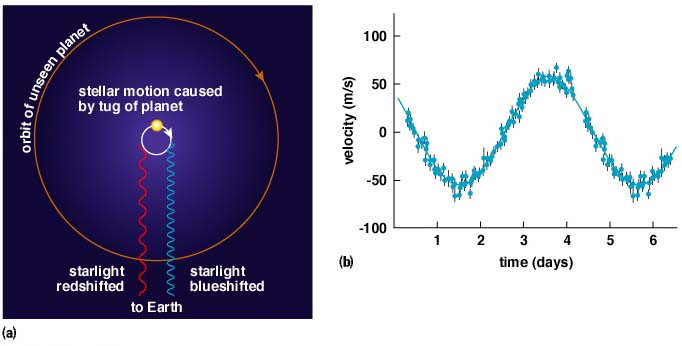 orbit of unseen planet
stellar motion caused
by tug of planet
starlight
redshifted
starlight
blueshifted
to Earth
(a)
velocity (m/s)
100
50
0
-50
-100
1 2 3 4 5 6
time (days)
(b)